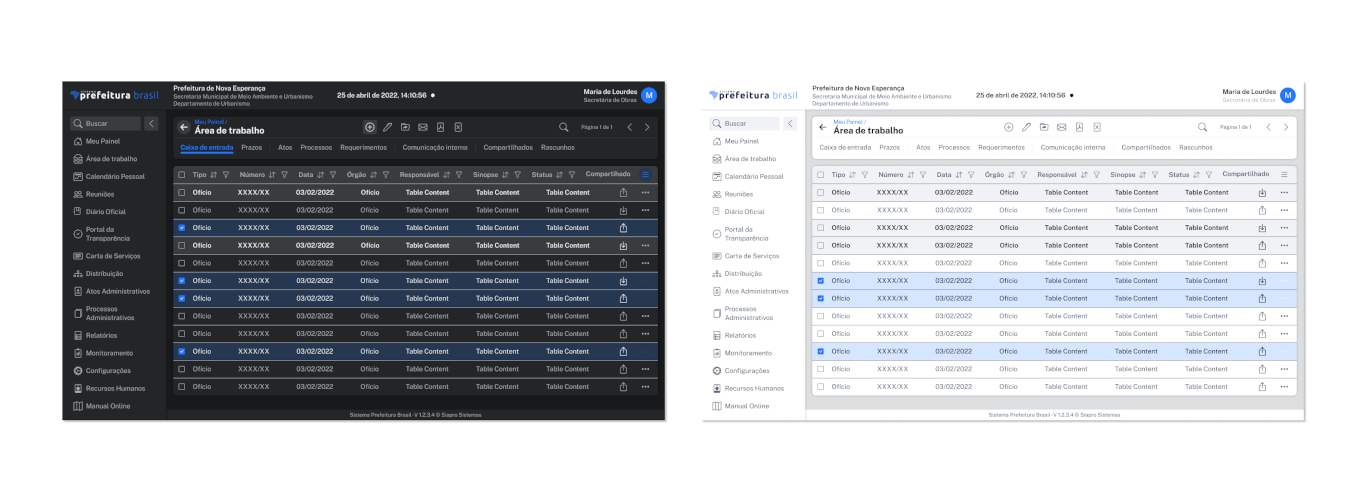 prefeitura brasil
Prefeitura de Nova Esperança
Secretaria Municipal de Meio Ambiente e Urbanismo
Departamento de Urbanismo
25 de abril de 2022, 14:10:56
Maria de Lourdes
Secretária de Obras
M
Buscar
Meu Painel
Área de trabalho
Calendário Pessoal
Reuniões
Diário Oficial
Portal da
Transparência
Carta de Serviços
Distribuição
Atos Administrativos
Processos
Administrativos
Relatórios
Monitoramento
Configurações
Recursos Humanos
Manual Online
Meu Painel /
Área de trabalho
Página 1 de 1
Caixa de entrada Prazos Atos Processos Requerimentos Comunicação interna Compartilhados Rascunhos
Tipo Número Data Órgão Responsável Sinopse Status Compartilhado
Ofício XXXX/XX 03/02/2022 Ofício Table Content Table Content Table Content
Ofício XXXX/XX 03/02/2022 Ofício Table Content Table Content Table Content
Ofício XXXX/XX 03/02/2022 Ofício Table Content Table Content Table Content
Ofício XXXX/XX 03/02/2022 Ofício Table Content Table Content Table Content
Ofício XXXX/XX 03/02/2022 Ofício Table Content Table Content Table Content
Ofício XXXX/XX 03/02/2022 Ofício Table Content Table Content Table Content
Ofício XXXX/XX 03/02/2022 Ofício Table Content Table Content Table Content
Ofício XXXX/XX 03/02/2022 Ofício Table Content Table Content Table Content
Ofício XXXX/XX 03/02/2022 Ofício Table Content Table Content Table Content
Ofício XXXX/XX 03/02/2022 Ofício Table Content Table Content Table Content
Ofício XXXX/XX 03/02/2022 Ofício Table Content Table Content Table Content
Ofício XXXX/XX 03/02/2022 Ofício Table Content Table Content Table Content
Sistema Prefeitura Brasil - V 1.2.3.4 © Siapro Sistemas
prefeitura brasil
Prefeitura de Nova Esperança
Secretaria Municipal de Meio Ambiente e Urbanismo
Departamento de Urbanismo
25 de abril de 2022, 14:10:56
Maria de Lourdes
Secretária de Obras
M
Buscar
Meu Painel
Área de trabalho
Calendário Pessoal
Reuniões
Diário Oficial
Portal da
Transparência
Carta de Serviços
Distribuição
Atos Administrativos
Processos
Administrativos
Relatórios
Monitoramento
Configurações
Recursos Humanos
Manual Online
Meu Painel /
Área de trabalho
Página 1 de 1
Caixa de entrada Prazos Atos Processos Requerimentos Comunicação interna Compartilhados Rascunhos
Tipo Número Data Órgão Responsável Sinopse Status Compartilhado
Ofício XXXX/XX 03/02/2022 Ofício Table Content Table Content Table Content
Ofício XXXX/XX 03/02/2022 Ofício Table Content Table Content Table Content
Ofício XXXX/XX 03/02/2022 Ofício Table Content Table Content Table Content
Ofício XXXX/XX 03/02/2022 Ofício Table Content Table Content Table Content
Ofício XXXX/XX 03/02/2022 Ofício Table Content Table Content Table Content
Ofício XXXX/XX 03/02/2022 Ofício Table Content Table Content Table Content
Ofício XXXX/XX 03/02/2022 Ofício Table Content Table Content Table Content
Ofício XXXX/XX 03/02/2022 Ofício Table Content Table Content Table Content
Ofício XXXX/XX 03/02/2022 Ofício Table Content Table Content Table Content
Ofício XXXX/XX 03/02/2022 Ofício Table Content Table Content Table Content
Ofício XXXX/XX 03/02/2022 Ofício Table Content Table Content Table Content
Ofício XXXX/XX 03/02/2022 Ofício Table Content Table Content Table Content
Sistema Prefeitura Brasil - V 1.2.3.4 © Siapro Sistemas